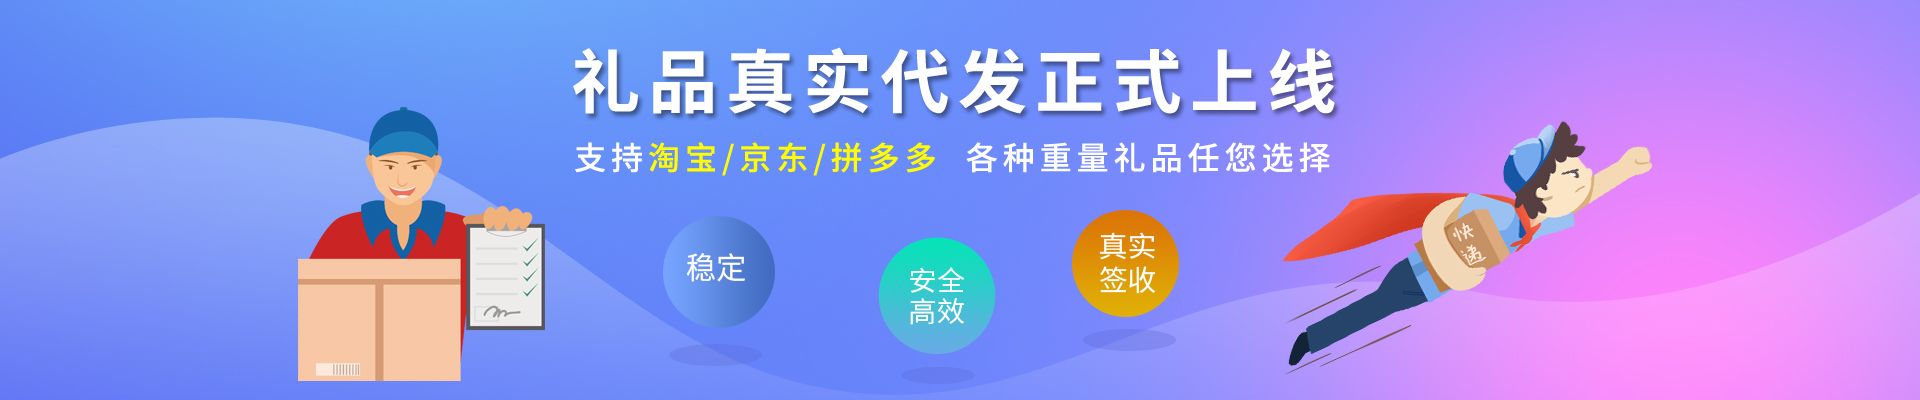 礼品真实代发正式上线
支持淘宝/京东/拼多多 各种重量礼品任您选择
稳定
安全
高效
真实
签收
快
递